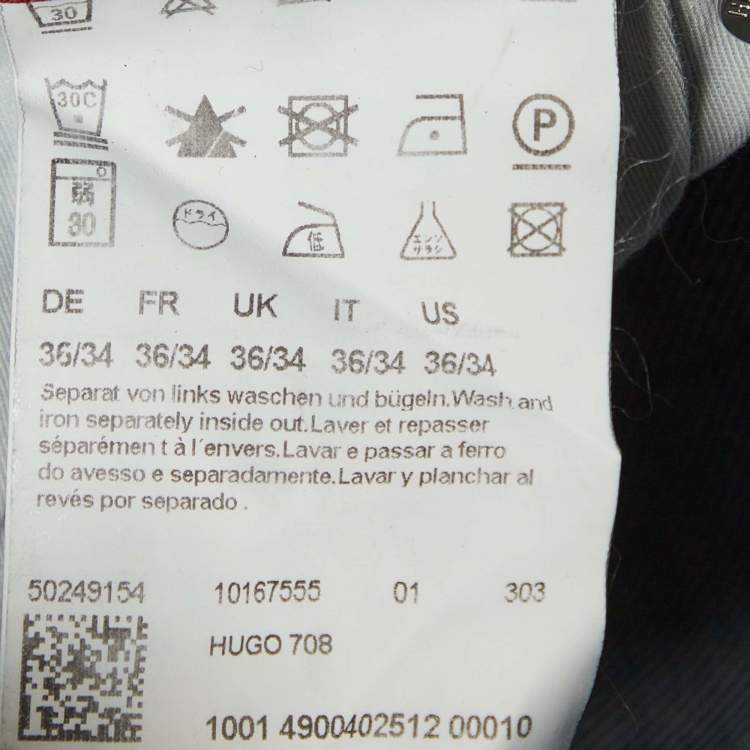 30
30C
P
弱
30
ドライ
低
エンソ
サラシ
DE FR UK IT US
36/34 36/34 36/34 36/34 36/34
Separat von links waschen und bügeln.Wash and
iron separately inside out.Laver et repasser
séparémen t à l´envers.Lavar e passar a ferro
do avesso e separadamente.Lavar y planchar al
revés por separado .
50249154 10167555 01 303
HUGO 708
1001 4900402512 00010